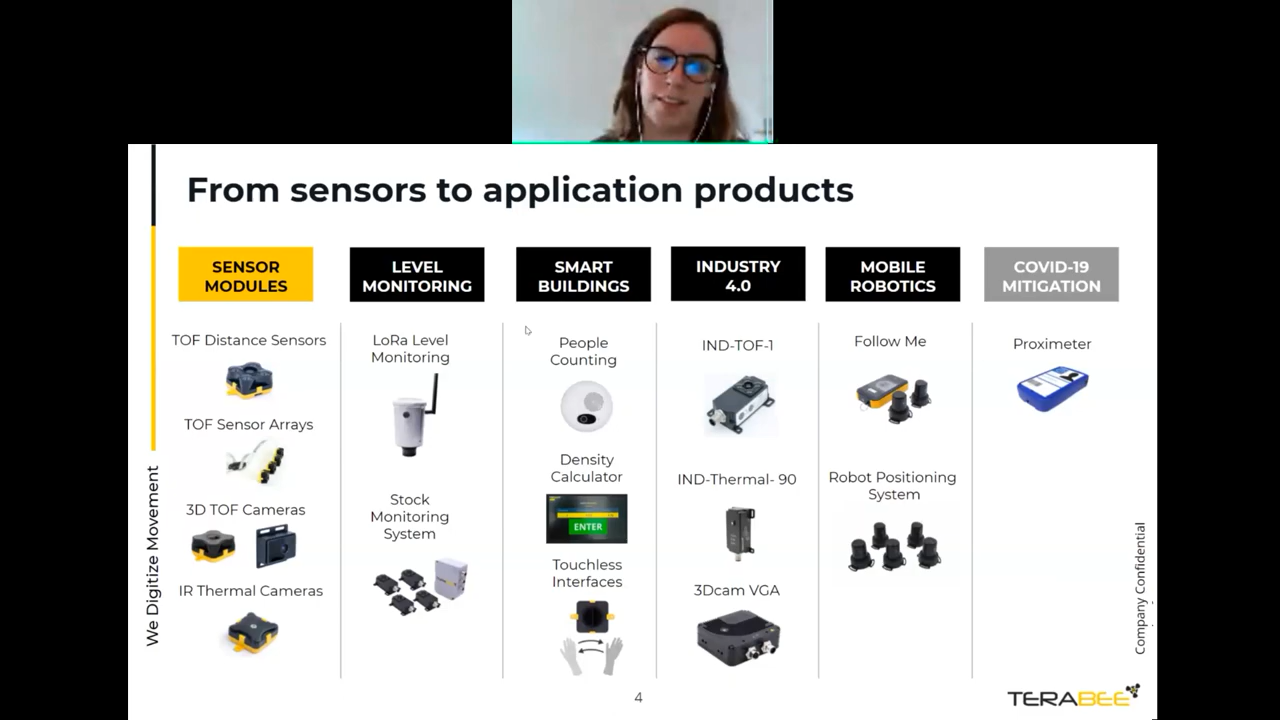 From sensors to application products
SENSOR
MODULES
TOF Distance Sensors
TOF Sensor Arrays
3D TOF Cameras
IR Thermal Cameras
LEVEL
MONITORING
LoRa Level
Monitoring
Stock
Monitoring
System
SMART
BUILDINGS
People
Counting
Density
Calculator
ENTER
Touchless
Interfaces
INDUSTRY
4.0
IND-TOF-1
IND-Thermal- 90
3Dcam VGA
MOBILE
ROBOTICS
Follow Me
Robot Positioning
System
COVID-19
MITIGATION
Proximeter
We Digitize Movement
Company Confidential
4
TERABEE